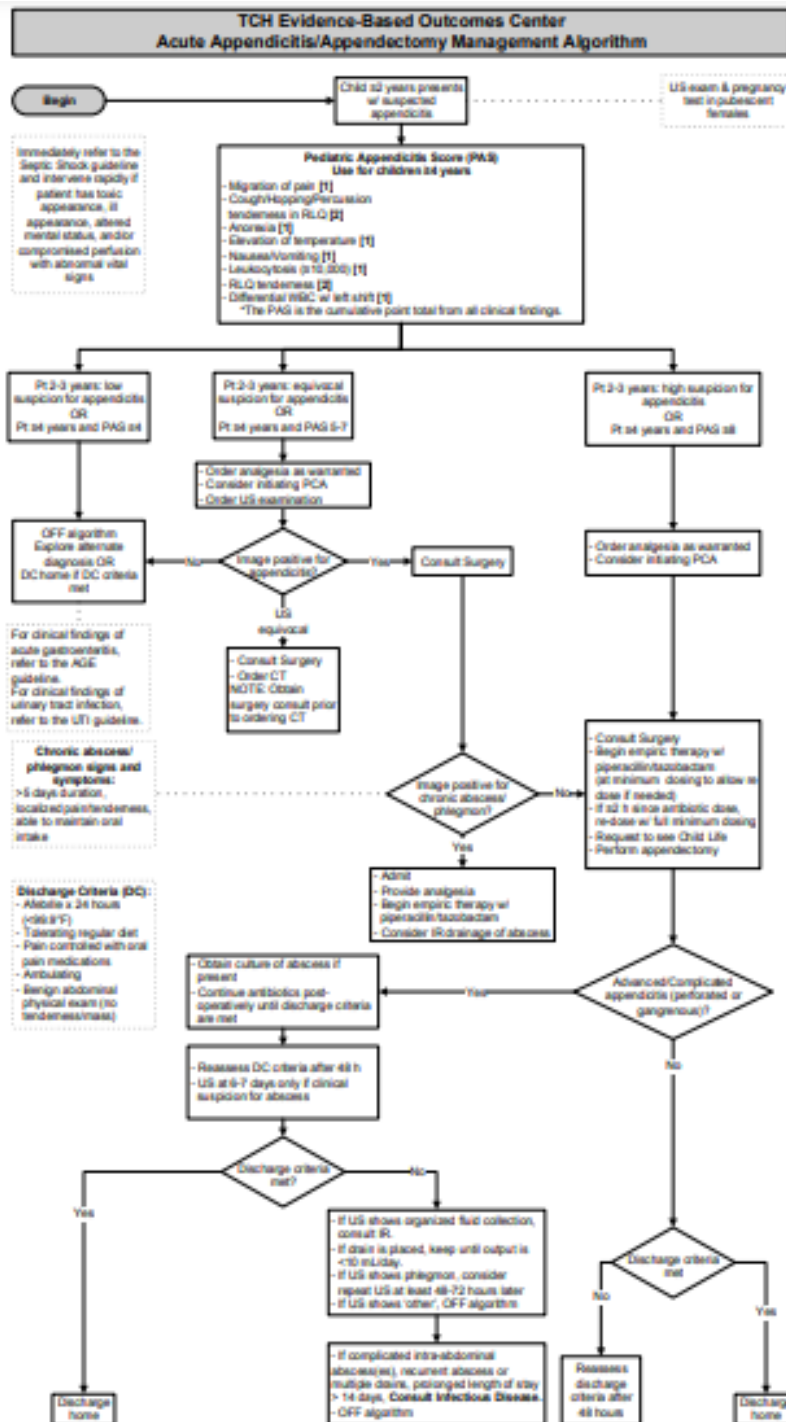 TCH Evidence-Based Outcomes Center
Acute Appendicitis/Appendectomy Management Algorithm
Begin
Child ≥2 years presents
w/ suspected
appendicitis
US exam & pregnancy
test in pubescent
females
Immediately refer to the
Septic Shock guideline
and intervene rapidly if
patient has toxic
appearance, ill
appearance, altered
mental status, and/or
compromised perfusion
with abnormal vital
signs
Pediatric Appendicitis Score (PAS)
Use for children ≥4 years
- Migration of pain [1]
- Cough/Hopping/Percussion
tenderness in RLQ [2]
- Anorexia [1]
- Elevation of temperature [1]
- Nausea/Vomiting [1]
- Leukocytosis (≥10,000) [1]
- RLQ tenderness [2]
- Differential WBC w/ left shift [1]
*The PAS is the cumulative point total from all clinical findings.
Pt 2-3 years: low
suspicion for appendicitis
OR
Pt ≥4 years and PAS ≤4
Pt 2-3 years: equivocal
suspicion for appendicitis
OR
Pt ≥4 years and PAS 5-7
Pt 2-3 years: high suspicion for
appendicitis
OR
Pt ≥4 years and PAS ≥8
- Order analgesia as warranted
- Consider initiating PCA
- Order US examination
OFF algorithm
Explore alternate
diagnosis OR
DC home if DC criteria
met
No
Image positive for
appendicitis?
Yes
Consult Surgery
- Order analgesia as warranted
- Consider initiating PCA
US
equivocal
For clinical findings of
acute gastroenteritis,
refer to the AGE
guideline.
For clinical findings of
urinary tract infection,
refer to the UTI guideline.
- Consult Surgery
- Order CT
NOTE: Obtain
surgery consult prior
to ordering CT
Chronic abscess/
phlegmon signs and
symptoms:
>5 days duration,
localized pain/tenderness,
able to maintain oral
intake
Image positive for
chronic abscess/
phlegmon?
No
- Consult Surgery
- Begin empiric therapy w/
piperacillin/tazobactam
(at minimum dosing to allow re-
dose if needed)
- If ≥2 h since antibiotic dose,
re-dose w/ full minimum dosing
- Request to see Child Life
- Perform appendectomy
Yes
- Admit
- Provide analgesia
- Begin empiric therapy w/
piperacillin/tazobactam
- Consider IR drainage of abscess
Discharge Criteria (DC):
- Afebrile x 24 hours
(<99.9°F)
- Tolerating regular diet
- Pain controlled with oral
pain medications
- Ambulating
- Benign abdominal
physical exam (no
tenderness/mass)
- Obtain culture of abscess if
present
- Continue antibiotics post-
operatively until discharge criteria
are met
Yes
Advanced/Complicated
appendicitis (perforated or
gangrenous)?
No
- Reassess DC criteria after 48 h
- US at 6-7 days only if clinical
suspicion for abscess
Discharge criteria
met?
Yes
No
- If US shows organized fluid collection,
consult IR.
- If drain is placed, keep until output is
<10 mL/day.
- If US shows phlegmon, consider
repeat US at least 48-72 hours later
- If US shows 'other', OFF algorithm
Discharge criteria
met
No
Yes
- If complicated intra-abdominal
abscess(es), recurrent abscess or
multiple drains, prolonged length of stay
> 14 days, Consult Infectious Disease.
- OFF algorithm
Discharge
home
Reassess
discharge
criteria after
48 hours
Discharge
home